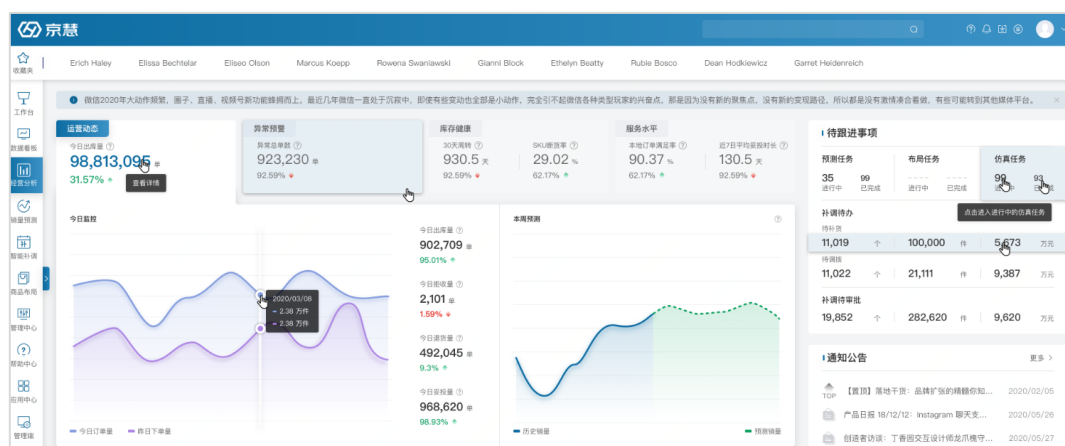 京慧
收藏夹
Erich Haley Elissa Bechtelar Eliseo Olson Marcus Koepp Rowena Swaniawski Gianni Block Ethelyn Beatty Rubie Bosco Dean Hodkiewicz Garret Heidenreich
工作台
数据看板
经营分析
销量预测
智能补调
商品布局
管理中心
帮助中心
应用中心
管理端
微信2020年大动作频繁，圈子、直播、视频号新功能蜂拥而上。最近几年微信一直处于沉寂中，即使有些变动也全部是小动作，完全引不起微信各种类型玩家的兴奋点，那是因为没有新的聚焦点，没有新的变现路径，所以都是没有激情凑合着做，有些可能转到其他媒体平台。
运营动态
今日出库量
98,813,095 单
31.57%
查看详情
异常预警
异常总单数
923,230 单
92.59%
库存健康
30天周转
930.5 天
92.59%
SKU断货率
29.02 %
62.17%
服务水平
本地订单满足率
90.37 %
62.17%
近7日平均妥投时长
130.5 天
92.59%
今日监控
2020/03/08
2.38 万件
2.38 万件
今日订单量 昨日下单量
今日出库量
902,709 单
95.01%
今日拒收量
2,101 单
1.59%
今日退货量
492,045 单
9.3%
今日妥投量
968,620 单
98.93%
本周预测
历史销量 预测销量
待跟进事项
预测任务 布局任务 仿真任务
35 99 ---- ---- 99 93
进行中 已完成 进行中 已完成
点击进入进行中的仿真任务
补调待办
待补货
11,019 个 100,000 件 5,673 万元
待调拨
11,022 个 21,111 件 9,387 万元
补调待审批
19,852 个 282,620 件 9,620 万元
通知公告 更多 >
TOP 【置顶】落地干货：品牌扩张的精髓你知... 2020/02/05
产品日报 18/12/12：Instagram 聊天支... 2020/05/26
创造者访谈：丁香园交互设计师龙爪槐守... 2020/05/27